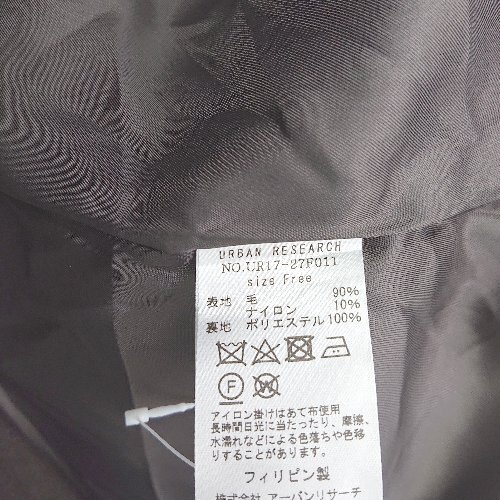 URBAN RESEARCH
NO.UR17-27F011
size Free
表地 毛 90%
ナイロン 10%
裏地 ポリエステル 100%
F W
アイロン掛けはあて布使用
長時間日光に当たったり、摩擦、
水濡れなどによる色落ちや色移
りすることがあります。
フィリピン製
株式会社 アーバンリサーチ